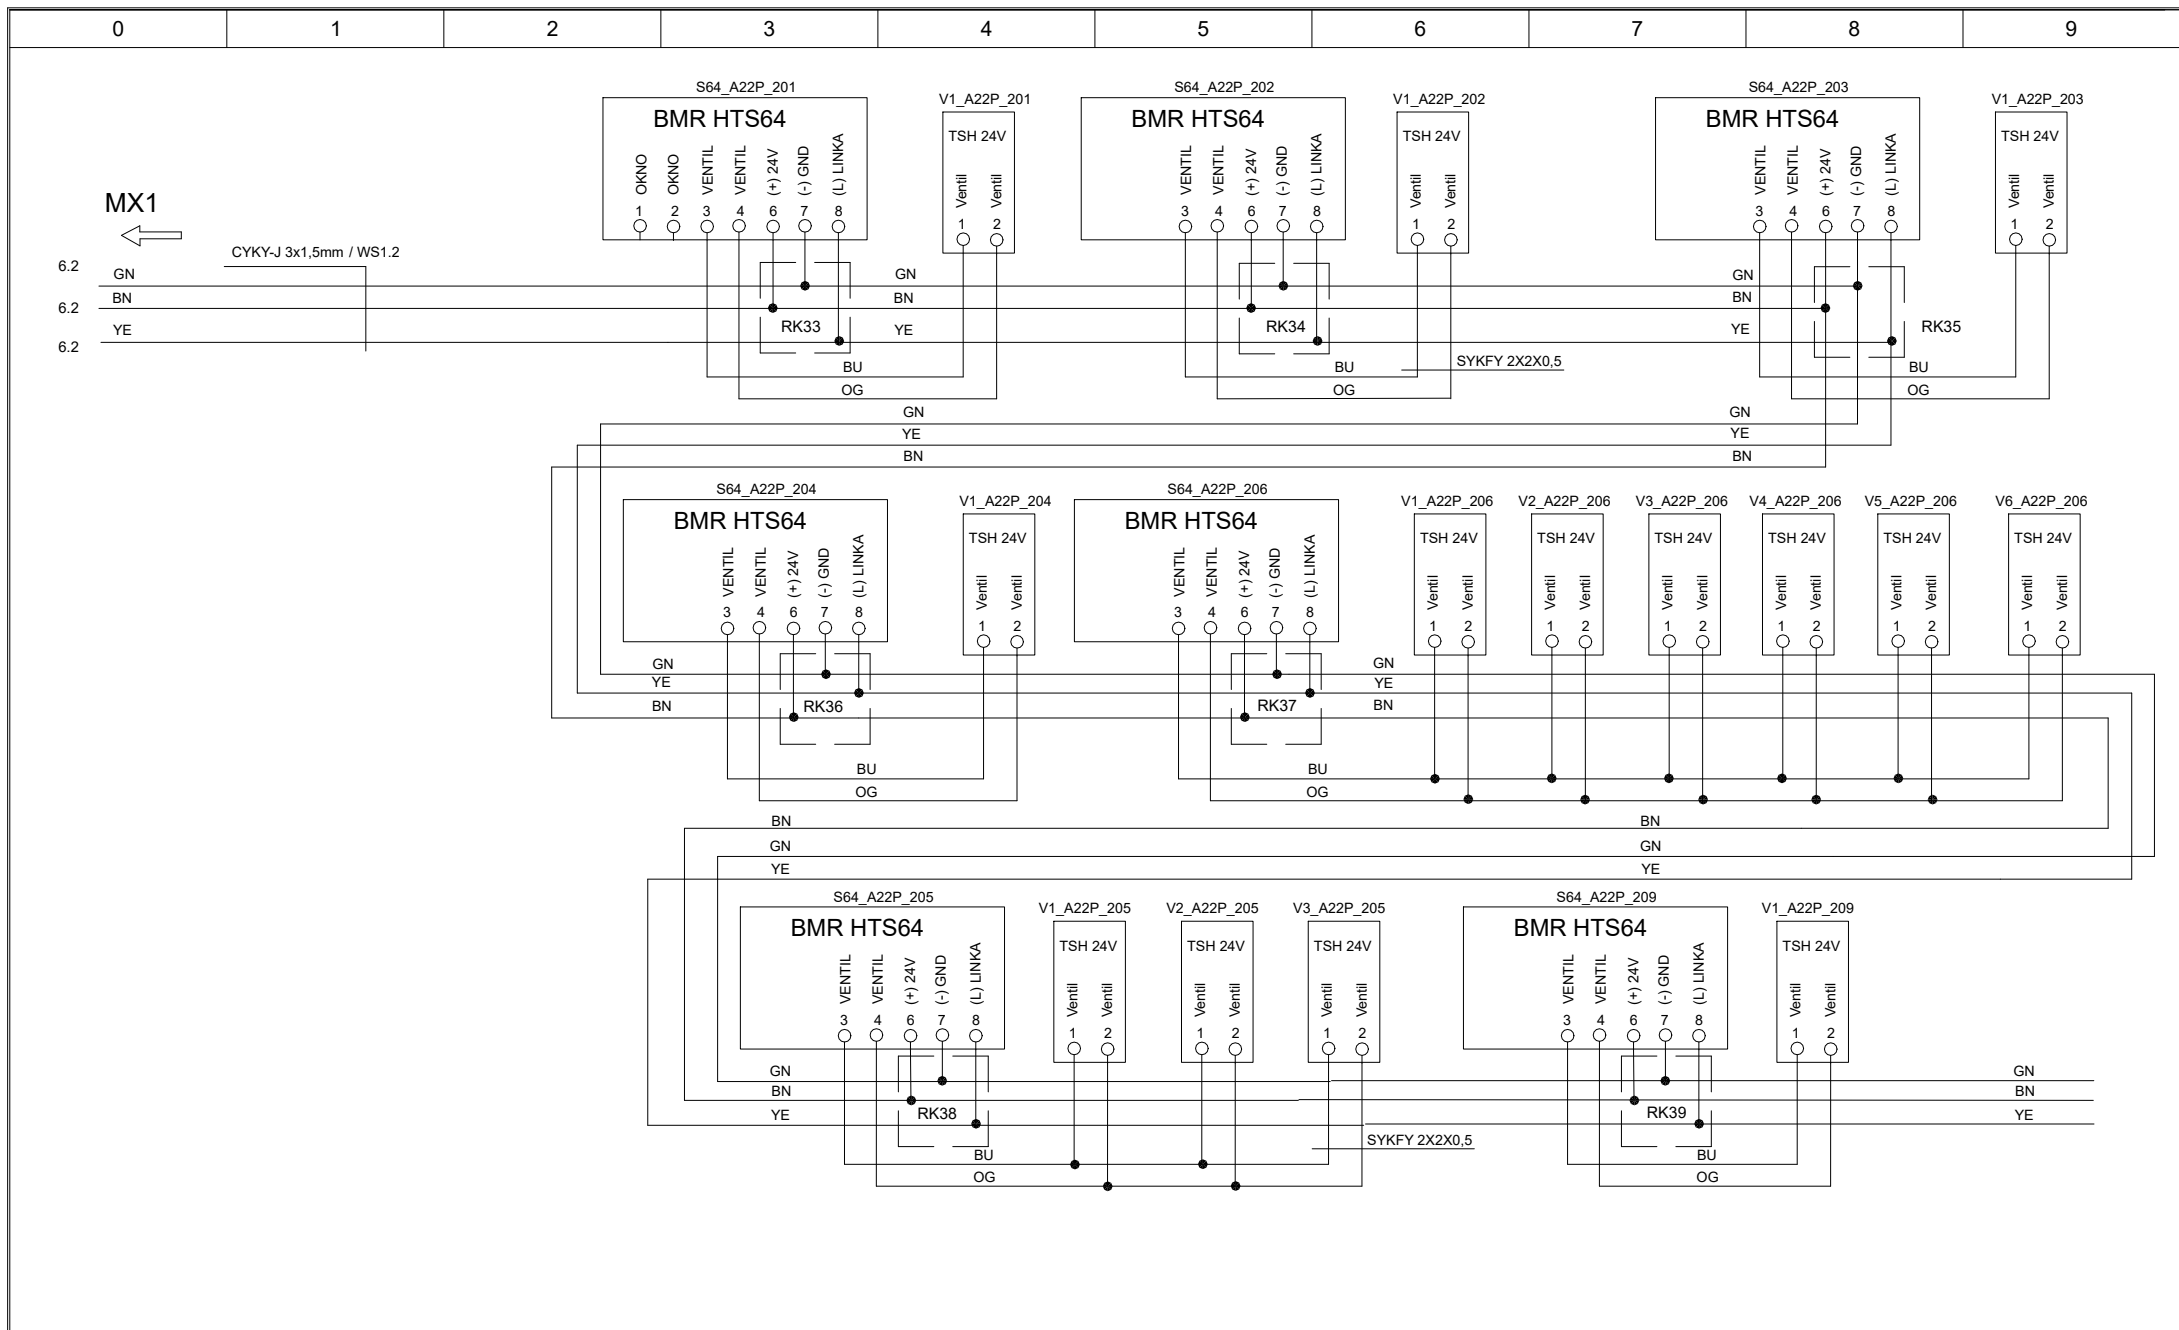 0 1 2 3 4 5 6 7 8 9
S64_A22P_201 V1_A22P_201 S64_A22P_202 V1_A22P_202 S64_A22P_203 V1_A22P_203
BMR HTS64 TSH 24V BMR HTS64 TSH 24V BMR HTS64 TSH 24V
OKNO OKNO VENTIL VENTIL (+) 24V (-) GND (L) LINKA Ventil Ventil VENTIL VENTIL (+) 24V (-) GND (L) LINKA Ventil Ventil VENTIL VENTIL (+) 24V (-) GND (L) LINKA Ventil Ventil
1 2 3 4 6 7 8 1 2 3 4 6 7 8 1 2 3 4 6 7 8 1 2
MX1
CYKY-J 3x1,5mm / WS1.2
6.2 GN GN GN
6.2 BN BN BN
6.2 YE RK33 YE RK34 YE RK35
BU BU SYKFY 2X2X0,5 BU
OG OG OG
GN GN
YE YE
BN BN
S64_A22P_204 V1_A22P_204 S64_A22P_206 V1_A22P_206 V2_A22P_206 V3_A22P_206 V4_A22P_206 V5_A22P_206 V6_A22P_206
BMR HTS64 TSH 24V BMR HTS64 TSH 24V TSH 24V TSH 24V TSH 24V TSH 24V TSH 24V
VENTIL VENTIL (+) 24V (-) GND (L) LINKA Ventil Ventil VENTIL VENTIL (+) 24V (-) GND (L) LINKA Ventil Ventil Ventil Ventil Ventil Ventil Ventil Ventil Ventil Ventil Ventil Ventil
3 4 6 7 8 1 2 3 4 6 7 8 1 2 1 2 1 2 1 2 1 2 1 2
GN GN
YE YE
BN RK36 RK37 BN
BU BU
OG OG
BN BN
GN GN
YE YE
S64_A22P_205 V1_A22P_205 V2_A22P_205 V3_A22P_205 S64_A22P_209 V1_A22P_209
BMR HTS64 TSH 24V TSH 24V TSH 24V BMR HTS64 TSH 24V
VENTIL VENTIL (+) 24V (-) GND (L) LINKA Ventil Ventil Ventil Ventil Ventil Ventil VENTIL VENTIL (+) 24V (-) GND (L) LINKA Ventil Ventil
3 4 6 7 8 1 2 1 2 1 2 3 4 6 7 8 1 2
GN GN
BN BN
YE RK38 RK39 YE
BU SYKFY 2X2X0,5 BU
OG OG